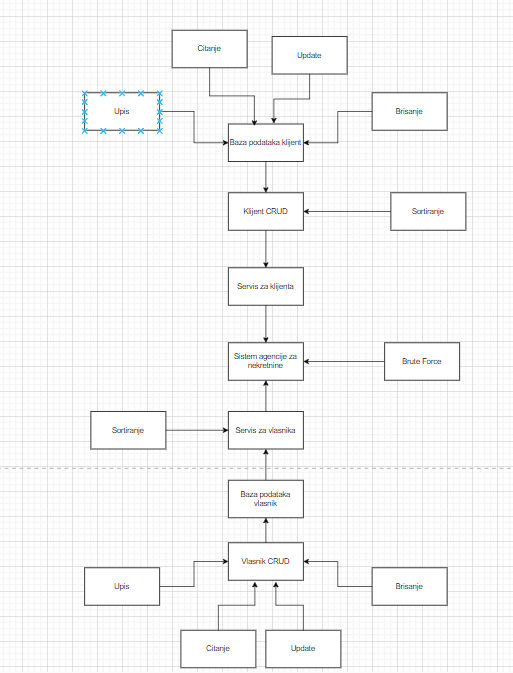 Citanje
Update
Upis
Brisanje
Baza podataka klijent
Klijent CRUD
Sortiranje
Servis za klijenta
Sistem agencije za
nekretnine
Brute Force
Sortiranje
Servis za vlasnika
Baza podataka
vlasnik
Vlasnik CRUD
Upis
Brisanje
Citanje
Update